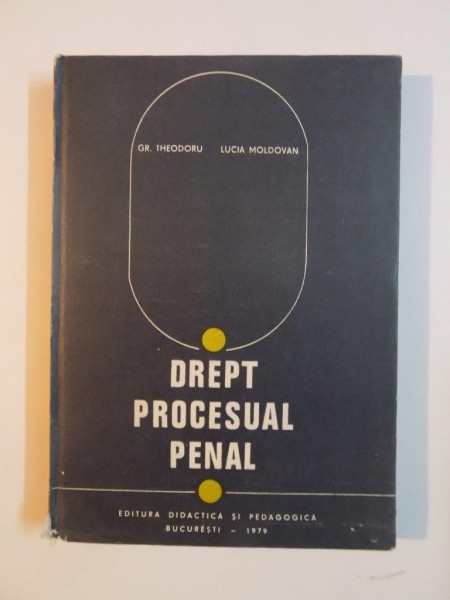 GR. THEODORU LUCIA MOLDOVAN
DREPT
PROCESUAL
PENAL
EDITURA DIDACTICA ȘI PEDAGOGICA
BUCUREȘTI – 1979